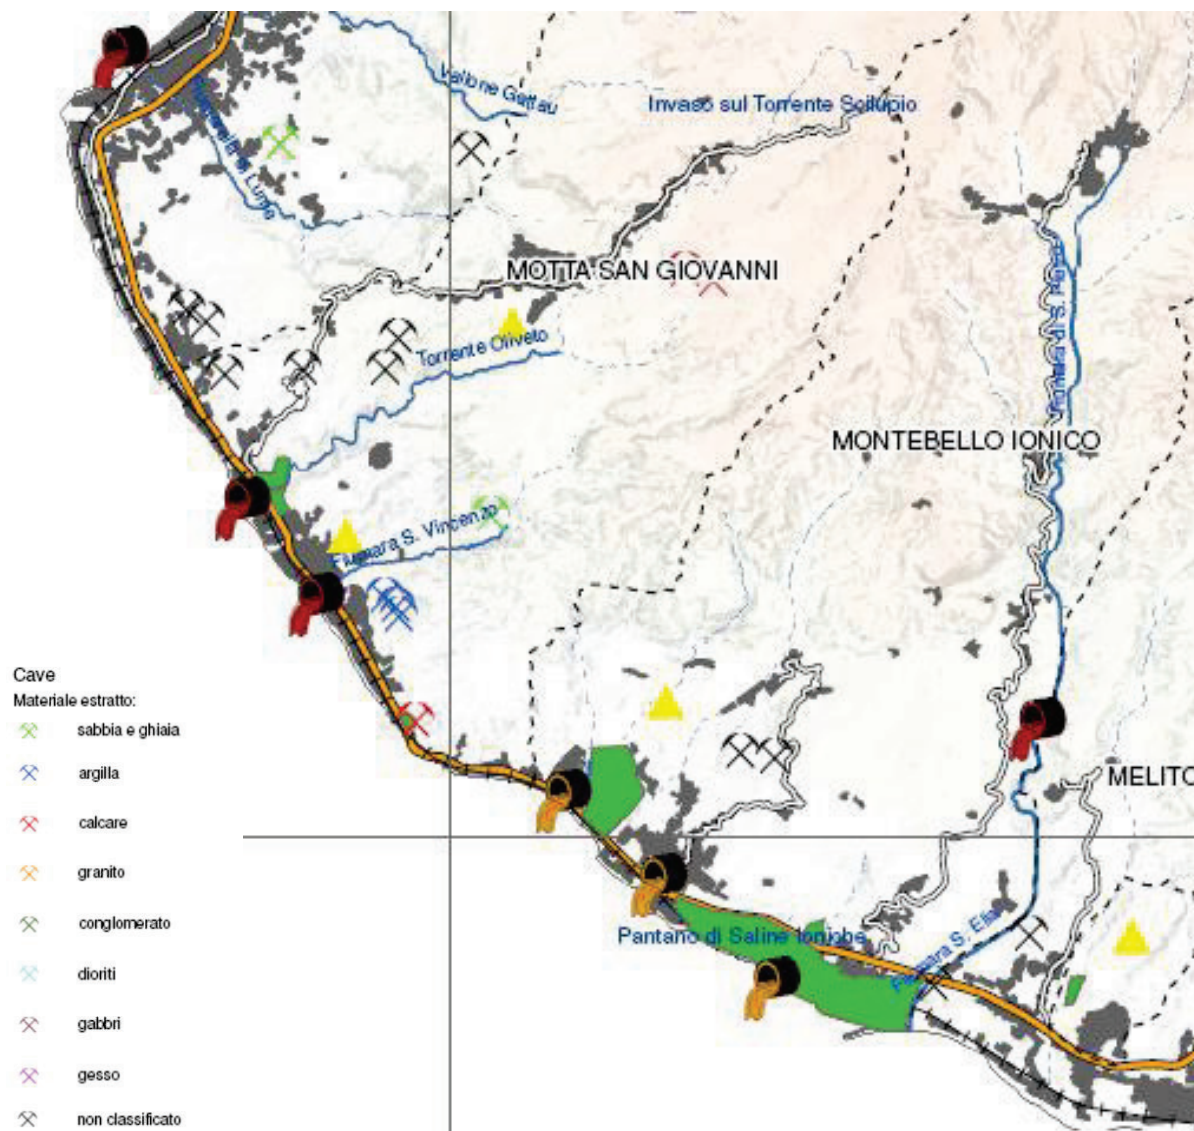 Vallone Gattau
Invaso sul Torrente Scilupio
MOTTA SAN GIOVANNI
Torrente Oliveto
MONTEBELLO IONICO
Fiumara S. Vincenzo
MELITO
Pantano di Saline Ioniche
Fiumara S. Elia
Cave
Materiale estratto:
sabbia e ghiaia
argilla
calcare
granito
conglomerato
dioriti
gabbri
gesso
non classificato